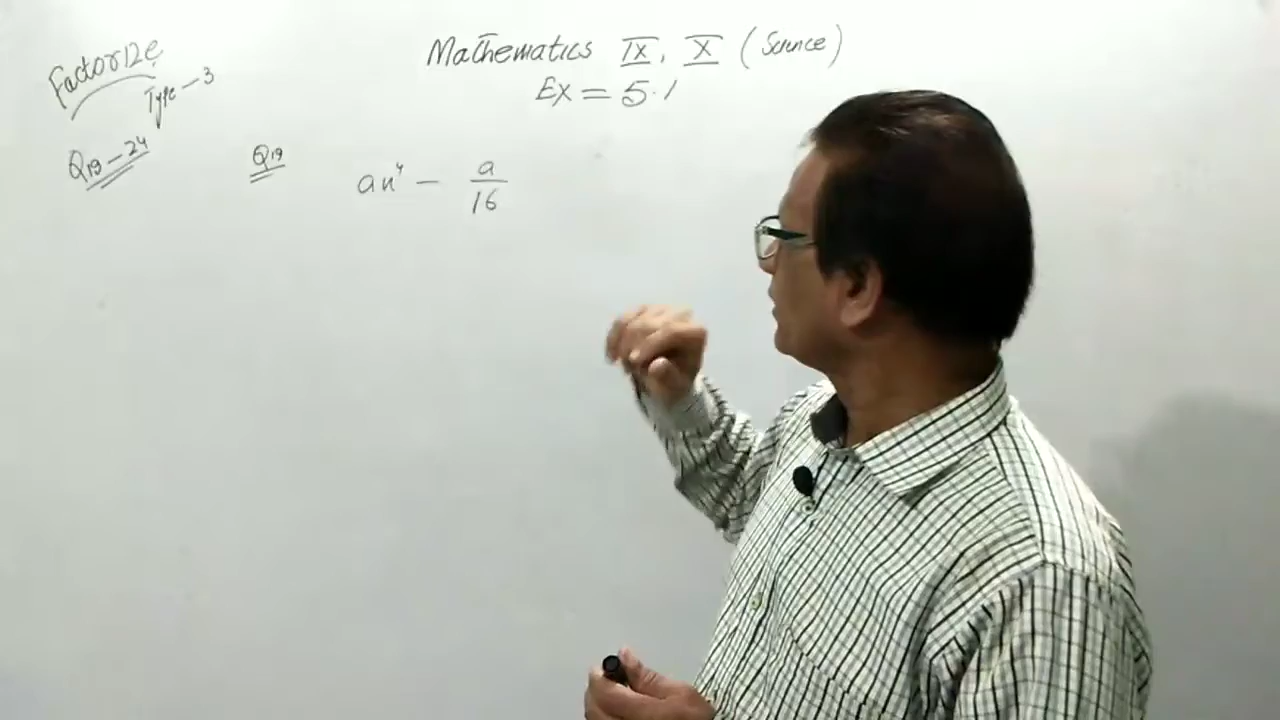 Mathematics IX, X (Science)
Ex = 5.1
Factorize
Type - 3
Q19 - 24
Q19
ax⁴ - a/16